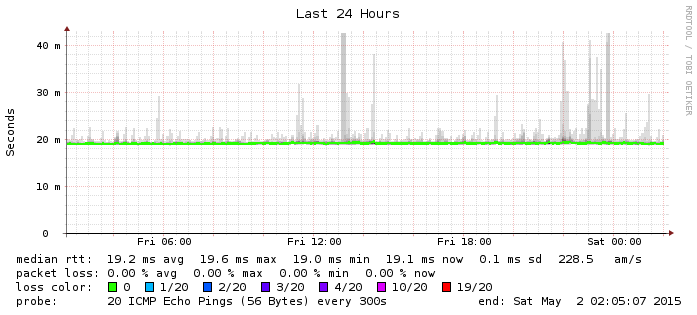 Last 24 Hours
RRDTOOL / TOBI OETIKER
Seconds
40 m
30 m
20 m
10 m
0
Fri 06:00 Fri 12:00 Fri 18:00 Sat 00:00
median rtt: 19.2 ms avg 19.6 ms max 19.0 ms min 19.1 ms now 0.1 ms sd 228.5 am/s
packet loss: 0.00 % avg 0.00 % max 0.00 % min 0.00 % now
loss color: 0 1/20 2/20 3/20 4/20 10/20 19/20
probe: 20 ICMP Echo Pings (56 Bytes) every 300s end: Sat May 2 02:05:07 2015